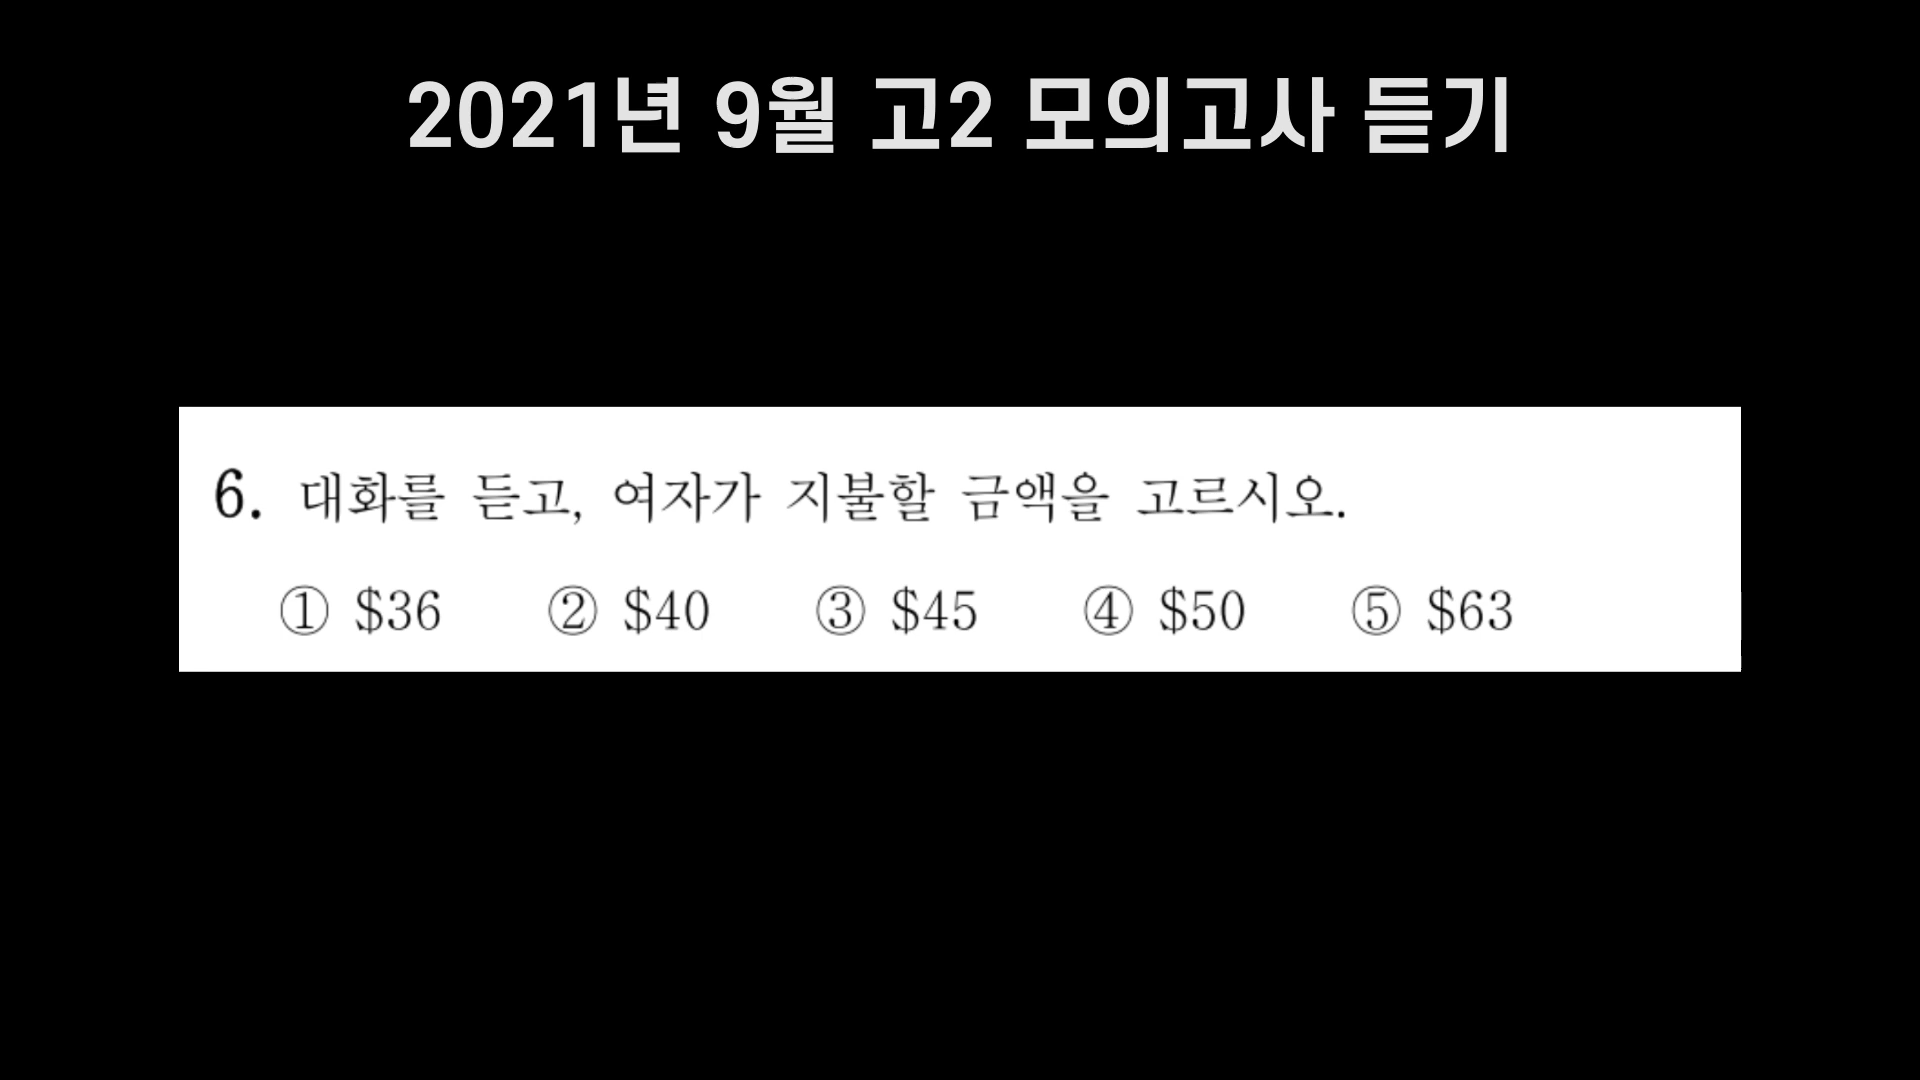 2021년 9월 고2 모의고사 듣기
6. 대화를 듣고, 여자가 지불할 금액을 고르시오.
① $36 ② $40 ③ $45 ④ $50 ⑤ $63